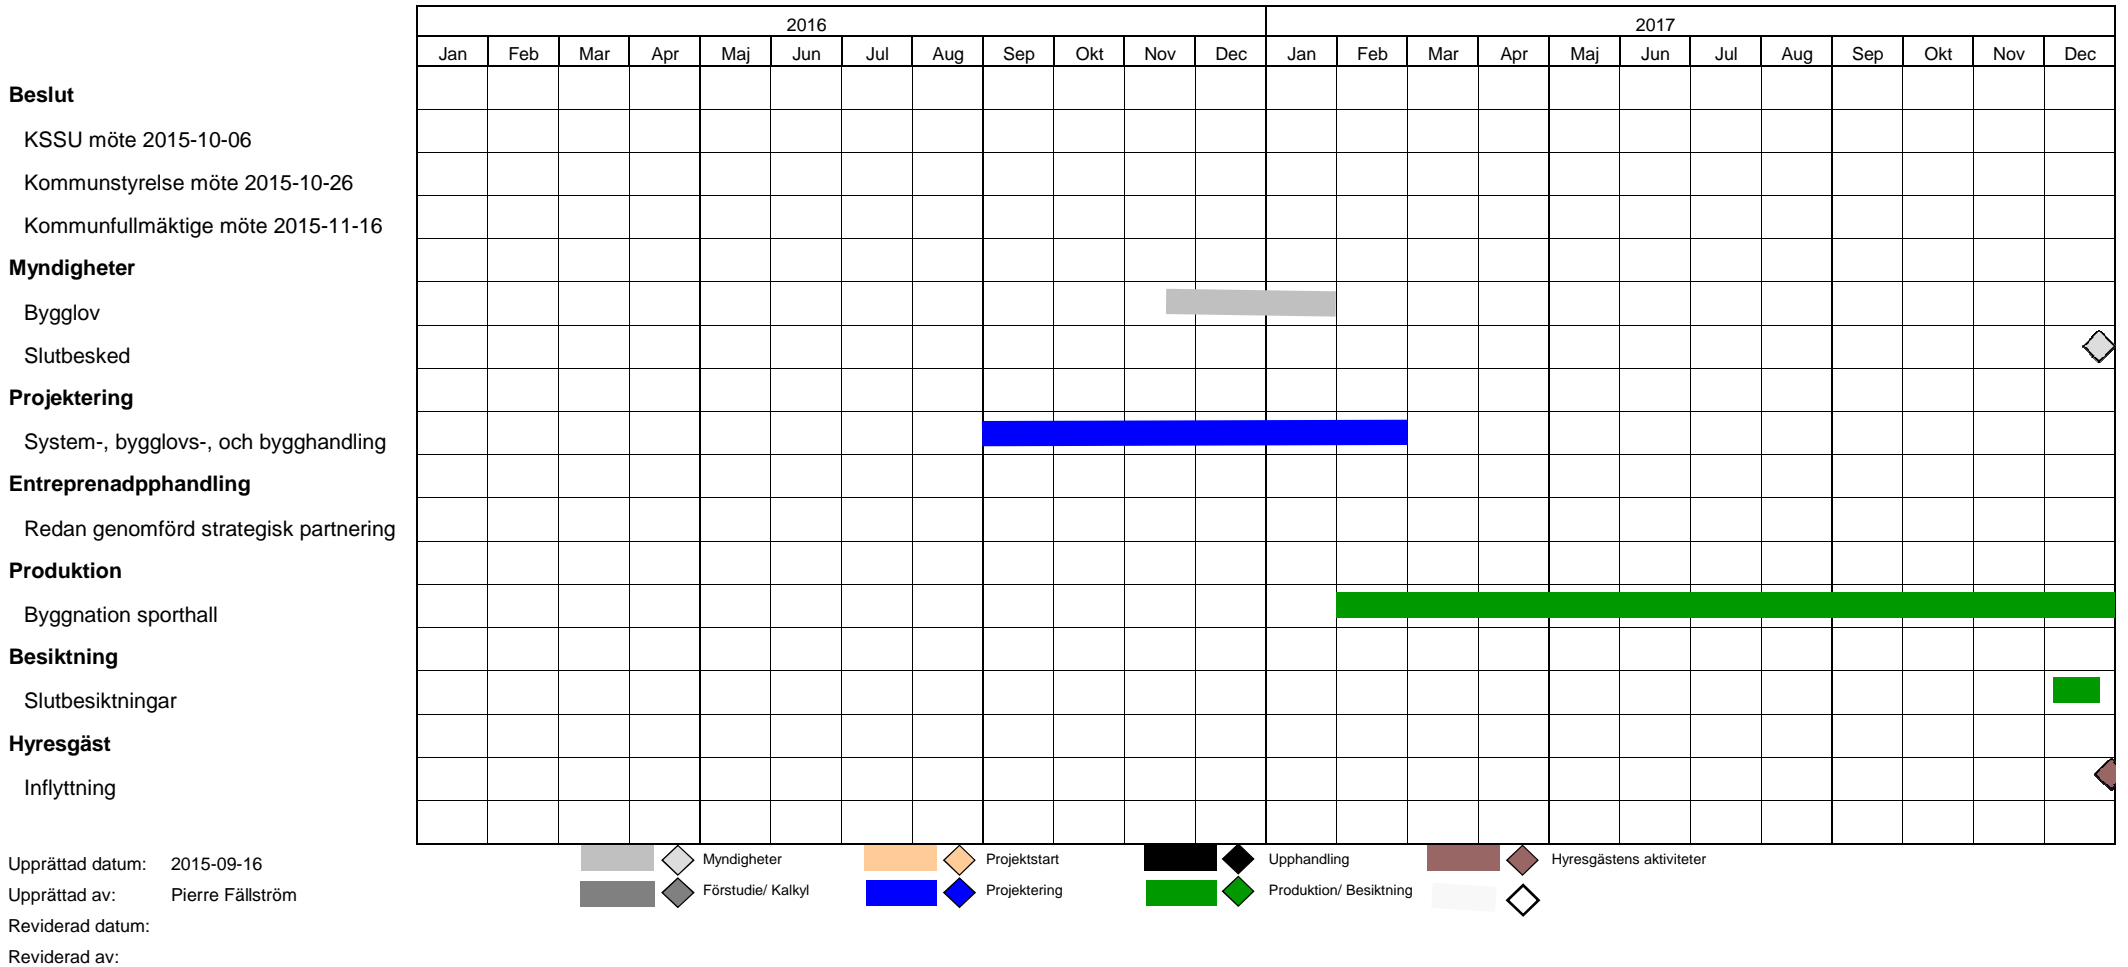 2016 2017
Jan Feb Mar Apr Maj Jun Jul Aug Sep Okt Nov Dec Jan Feb Mar Apr Maj Jun Jul Aug Sep Okt Nov Dec
Beslut
KSSU möte 2015-10-06
Kommunstyrelse möte 2015-10-26
Kommunfullmäktige möte 2015-11-16
Myndigheter
Bygglov
Slutbesked
Projektering
System-, bygglovs-, och bygghandling
Entreprenadpphandling
Redan genomförd strategisk partnering
Produktion
Byggnation sporthall
Besiktning
Slutbesiktningar
Hyresgäst
Inflyttning
Upprättad datum: 2015-09-16 Myndigheter Projektstart Upphandling Hyresgästens aktiviteter
Upprättad av: Pierre Fällström Förstudie/ Kalkyl Projektering Produktion/ Besiktning
Reviderad datum:
Reviderad av: